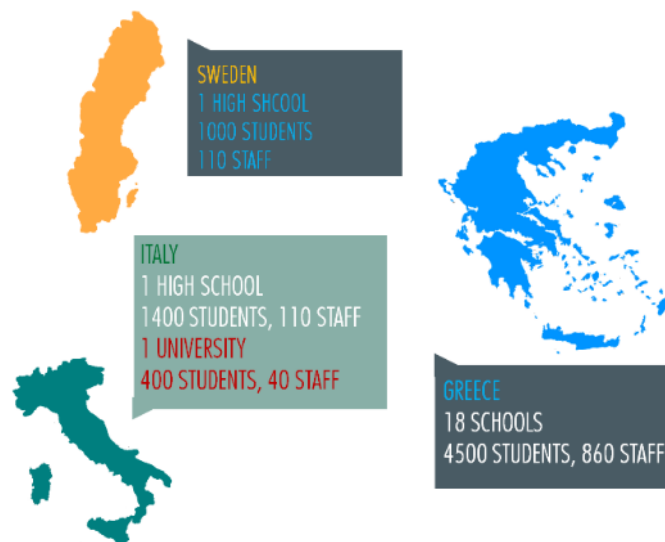 SWEDEN
1 HIGH SHCOOL
1000 STUDENTS
110 STAFF
ITALY
1 HIGH SCHOOL
1400 STUDENTS, 110 STAFF
1 UNIVERSITY
400 STUDENTS, 40 STAFF
GREECE
18 SCHOOLS
4500 STUDENTS, 860 STAFF